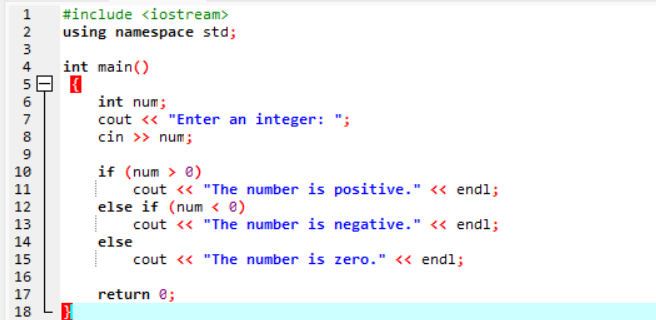 1 #include <iostream>
2 using namespace std;
3
4 int main()
5 {
6 int num;
7 cout << "Enter an integer: ";
8 cin >> num;
9
10 if (num > 0)
11 cout << "The number is positive." << endl;
12 else if (num < 0)
13 cout << "The number is negative." << endl;
14 else
15 cout << "The number is zero." << endl;
16
17 return 0;
18 }